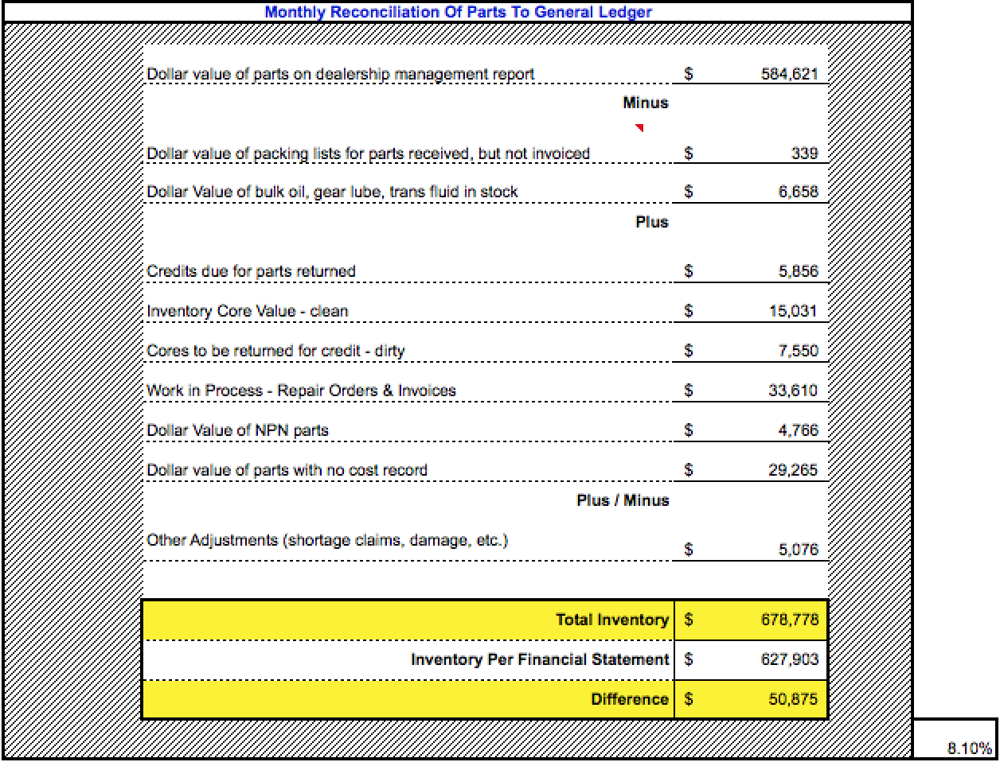 Monthly Reconciliation Of Parts To General Ledger
Dollar value of parts on dealership management report $ 584,621
Minus
Dollar value of packing lists for parts received, but not invoiced $ 339
Dollar Value of bulk oil, gear lube, trans fluid in stock $ 6,658
Plus
Credits due for parts returned $ 5,856
Inventory Core Value - clean $ 15,031
Cores to be returned for credit - dirty $ 7,550
Work in Process - Repair Orders & Invoices $ 33,610
Dollar Value of NPN parts $ 4,766
Dollar value of parts with no cost record $ 29,265
Plus / Minus
Other Adjustments (shortage claims, damage, etc.) $ 5,076
Total Inventory $ 678,778
Inventory Per Financial Statement $ 627,903
Difference $ 50,875
8.10%